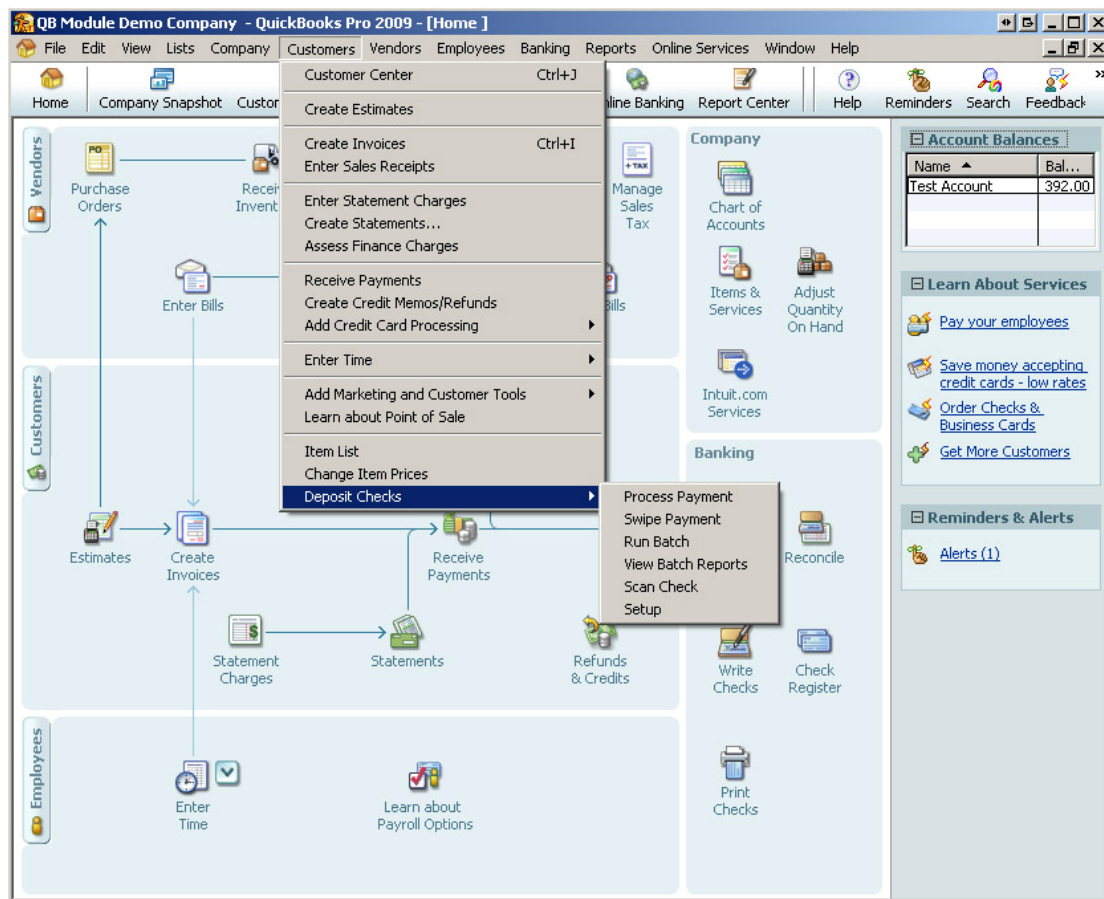 QB Module Demo Company - QuickBooks Pro 2009 - [Home ]
File Edit View Lists Company Customers Vendors Employees Banking Reports Online Services Window Help
Home Company Snapshot Banking Report Center Help Reminders Search Feedback
Customer Center Ctrl+J
Create Estimates
Create Invoices Ctrl+I
Enter Sales Receipts
Enter Statement Charges
Create Statements...
Assess Finance Charges
Receive Payments
Create Credit Memos/Refunds
Add Credit Card Processing
Enter Time
Add Marketing and Customer Tools
Learn about Point of Sale
Item List
Change Item Prices
Deposit Checks
Process Payment
Swipe Payment
Run Batch
View Batch Reports
Scan Check
Setup
Vendors
PO
Purchase
Orders
Enter Bills
+ TAX
Manage
Sales
Tax
Customers
Estimates
Create
Invoices
Receive
Payments
Statement
Charges
Statements
Refunds
& Credits
Employees
Enter
Time
Learn about
Payroll Options
Company
Chart of
Accounts
Items &
Services
Adjust
Quantity
On Hand
Intuit.com
Services
Banking
Reconcile
Write
Checks
Check
Register
Print
Checks
Account Balances
Name Bal...
Test Account 392.00
Learn About Services
Pay your employees
Save money accepting
credit cards - low rates
Order Checks &
Business Cards
Get More Customers
Reminders & Alerts
Alerts (1)